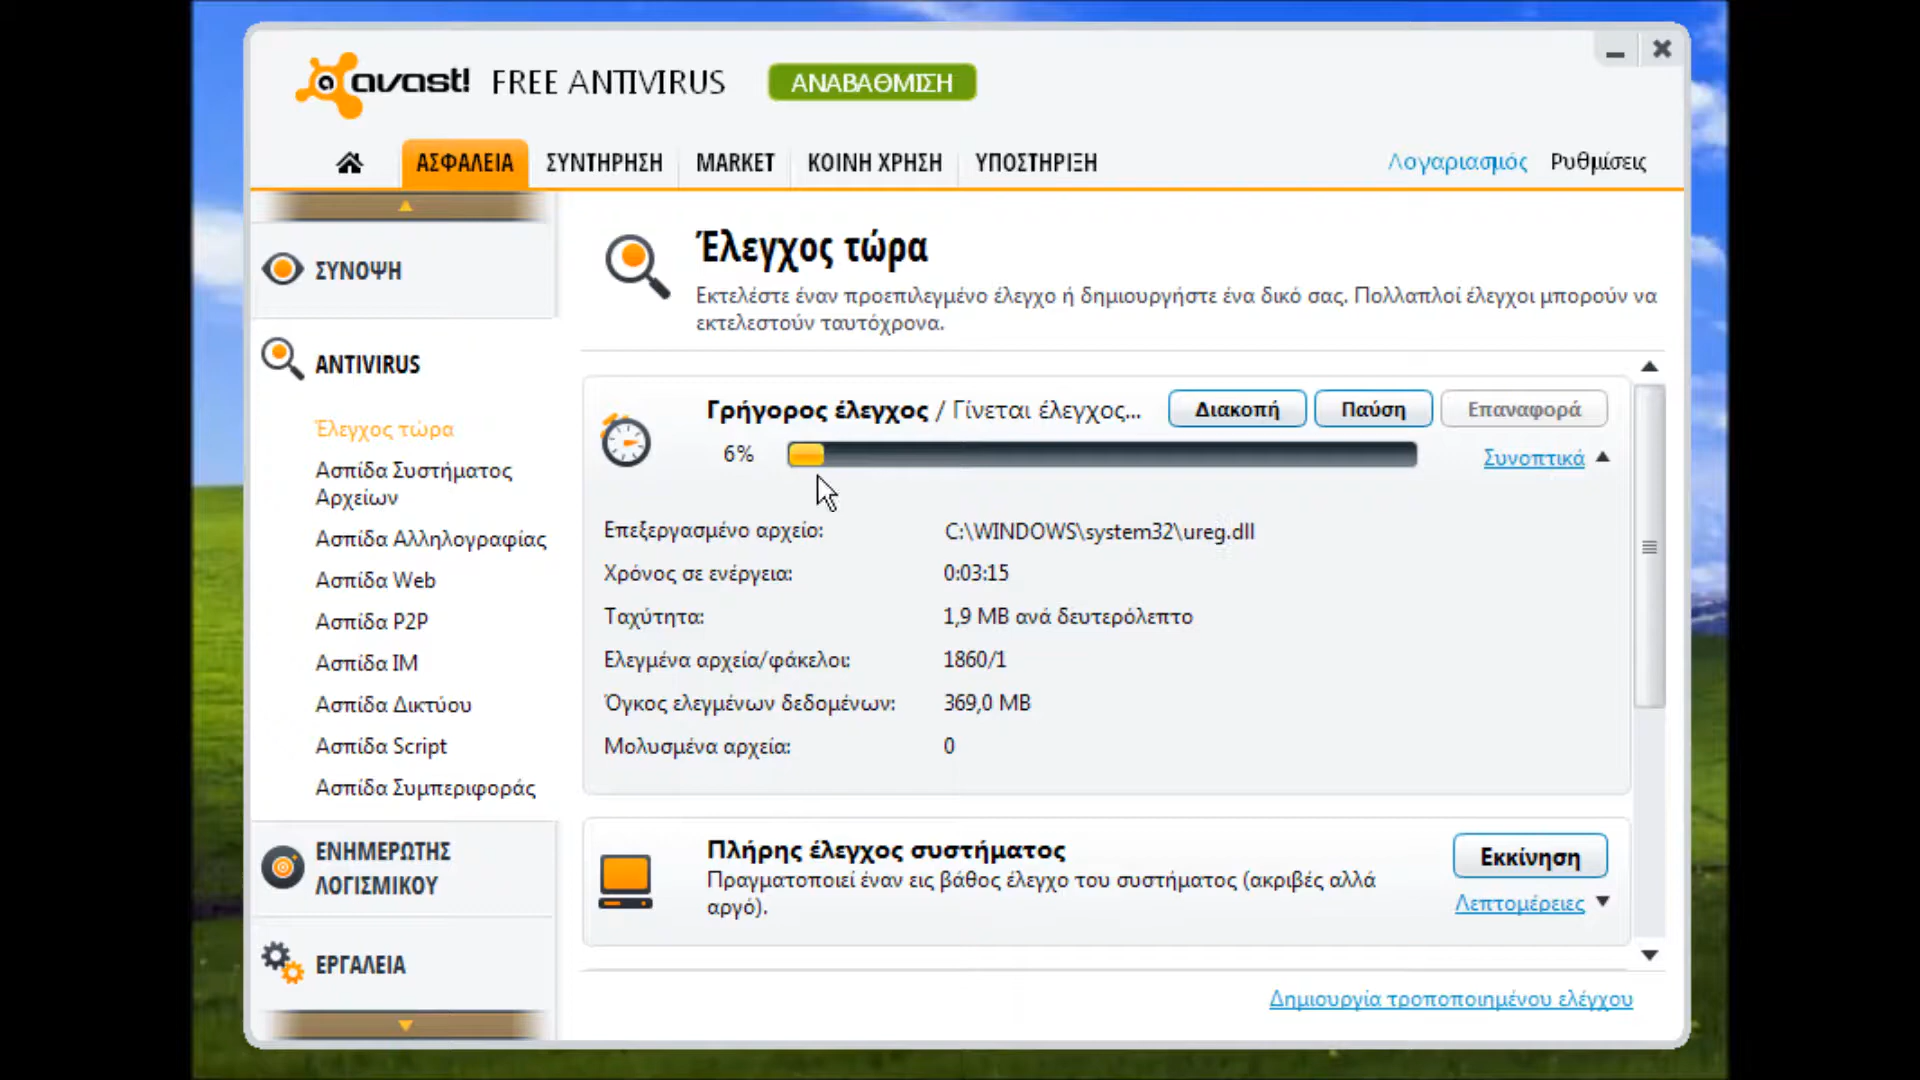 avast! FREE ANTIVIRUS ΑΝΑΒΑΘΜΙΣΗ
ΑΣΦΑΛΕΙΑ ΣΥΝΤΗΡΗΣΗ MARKET ΚΟΙΝΗ ΧΡΗΣΗ ΥΠΟΣΤΗΡΙΞΗ Λογαριασμός Ρυθμίσεις
ΣΥΝΟΨΗ
ANTIVIRUS
Έλεγχος τώρα
Ασπίδα Συστήματος
Αρχείων
Ασπίδα Αλληλογραφίας
Ασπίδα Web
Ασπίδα P2P
Ασπίδα IM
Ασπίδα Δικτύου
Ασπίδα Script
Ασπίδα Συμπεριφοράς
ΕΝΗΜΕΡΩΤΗΣ
ΛΟΓΙΣΜΙΚΟΥ
ΕΡΓΑΛΕΙΑ
Έλεγχος τώρα
Εκτελέστε έναν προεπιλεγμένο έλεγχο ή δημιουργήστε ένα δικό σας. Πολλαπλοί έλεγχοι μπορούν να
εκτελεστούν ταυτόχρονα.
Γρήγορος έλεγχος / Γίνεται έλεγχος... Διακοπή Παύση Επαναφορά
6% Συνοπτικά
Επεξεργασμένο αρχείο: C:\WINDOWS\system32\ureg.dll
Χρόνος σε ενέργεια: 0:03:15
Ταχύτητα: 1,9 MB ανά δευτερόλεπτο
Ελεγμένα αρχεία/φάκελοι: 1860/1
Όγκος ελεγμένων δεδομένων: 369,0 MB
Μολυσμένα αρχεία: 0
Πλήρης έλεγχος συστήματος Εκκίνηση
Πραγματοποιεί έναν εις βάθος έλεγχο του συστήματος (ακριβές αλλά
αργό). Λεπτομέρειες
Δημιουργία τροποποιημένου ελέγχου